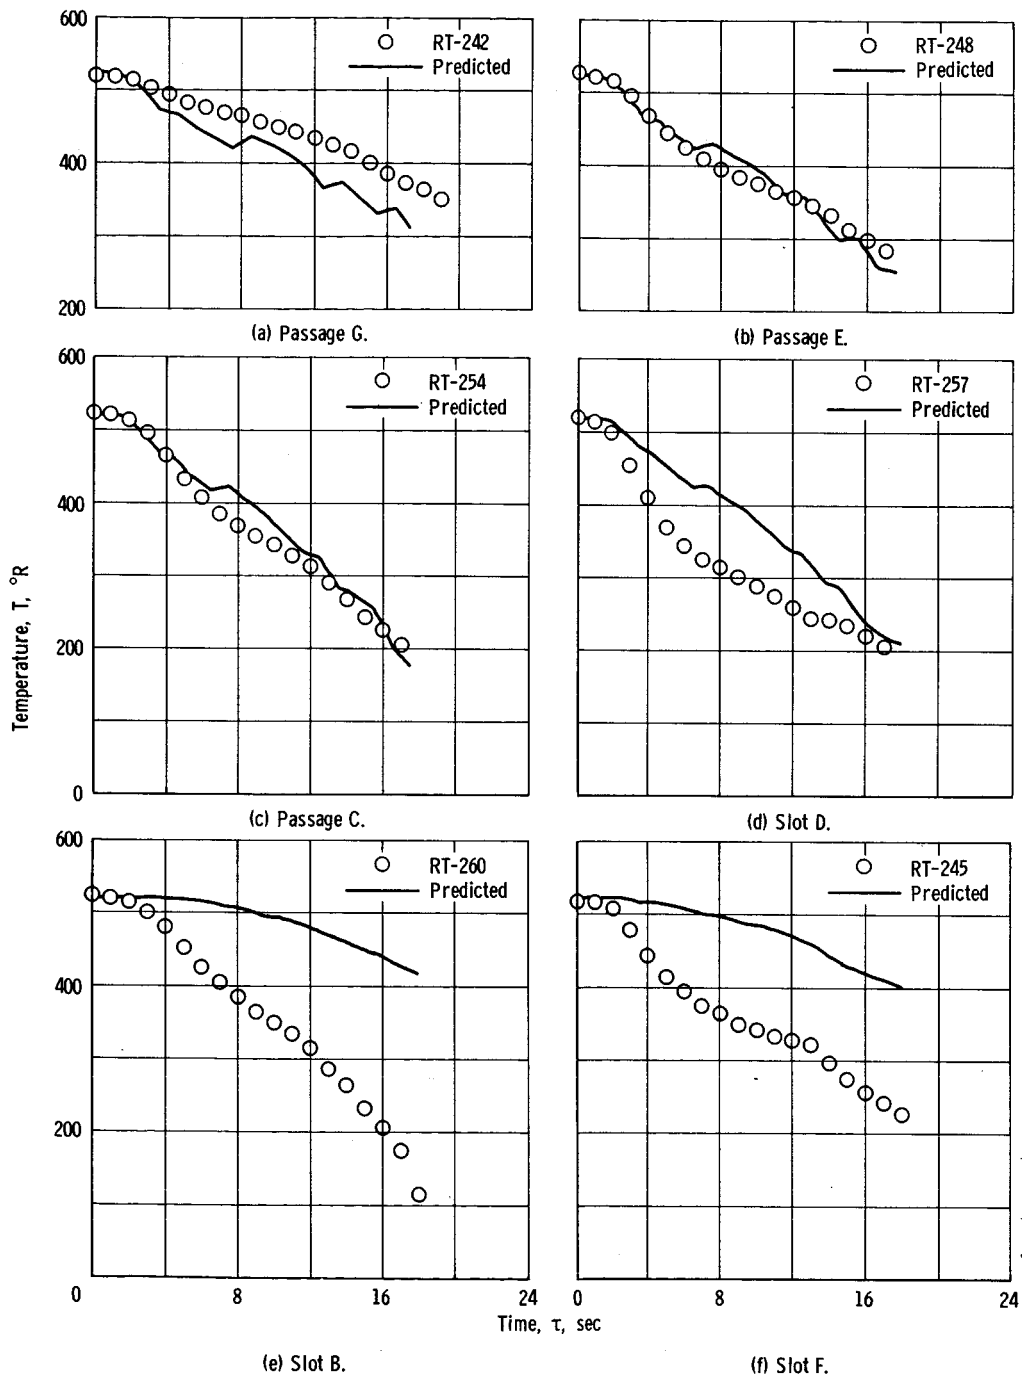 600
400
200
RT-242
Predicted
(a) Passage G.
RT-248
Predicted
(b) Passage E.
600
400
200
0
RT-254
Predicted
(c) Passage C.
RT-257
Predicted
(d) Slot D.
Temperature, T, °R
600
400
200
0
RT-260
Predicted
RT-245
Predicted
0 8 16 24
0 8 16 24
Time, τ, sec
(e) Slot B.
(f) Slot F.